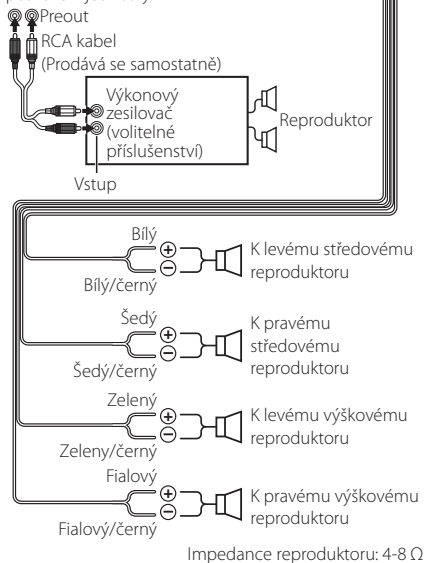 Preout
RCA kabel
(Prodává se samostatně)
Výkonový
zesilovač
(volitelné
příslušenství)
Reproduktor
Vstup
Bílý
Bílý/černý
K levému středovému
reproduktoru
Šedý
Šedý/černý
K pravému
středovému
reproduktoru
Zelený
Zeleny/černý
K levému výškovému
reproduktoru
Fialový
Fialový/černý
K pravému výškovému
reproduktoru
Impedance reproduktoru: 4-8 Ω